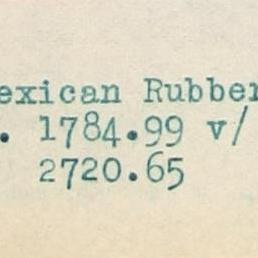 exican Rubber
. 1784.99 v/
2720.65